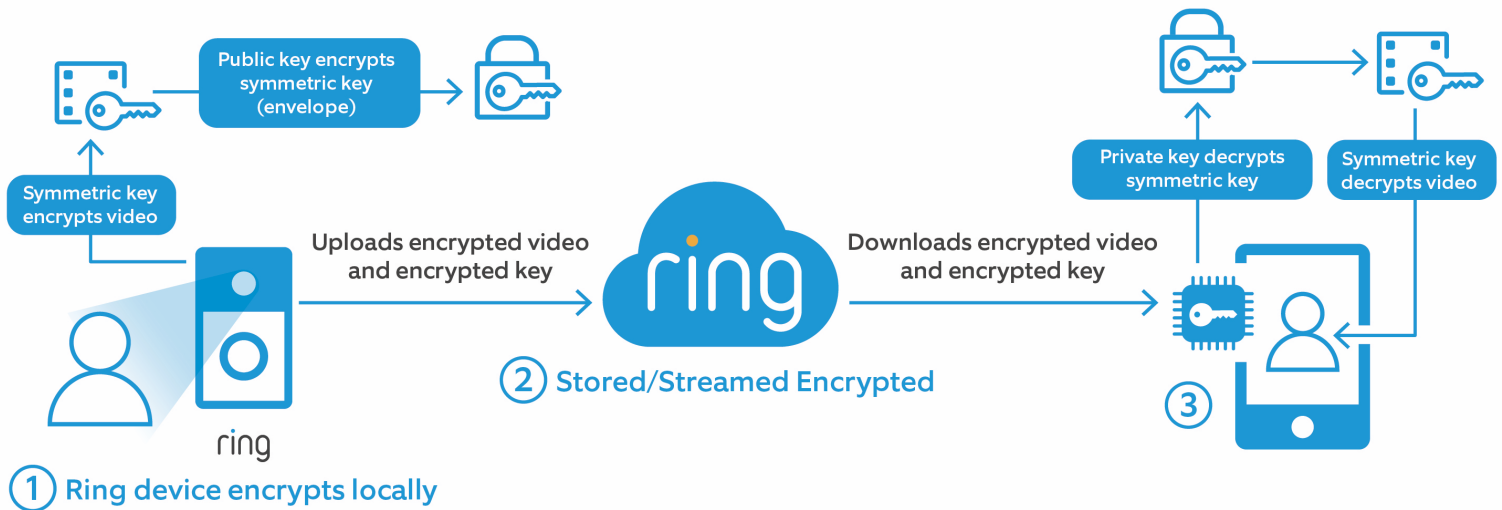 Public key encrypts
symmetric key
(envelope)
Symmetric key
encrypts video
Private key decrypts
symmetric key
Symmetric key
decrypts video
Uploads encrypted video
and encrypted key
ring
Downloads encrypted video
and encrypted key
2 Stored/Streamed Encrypted
3
ring
1 Ring device encrypts locally